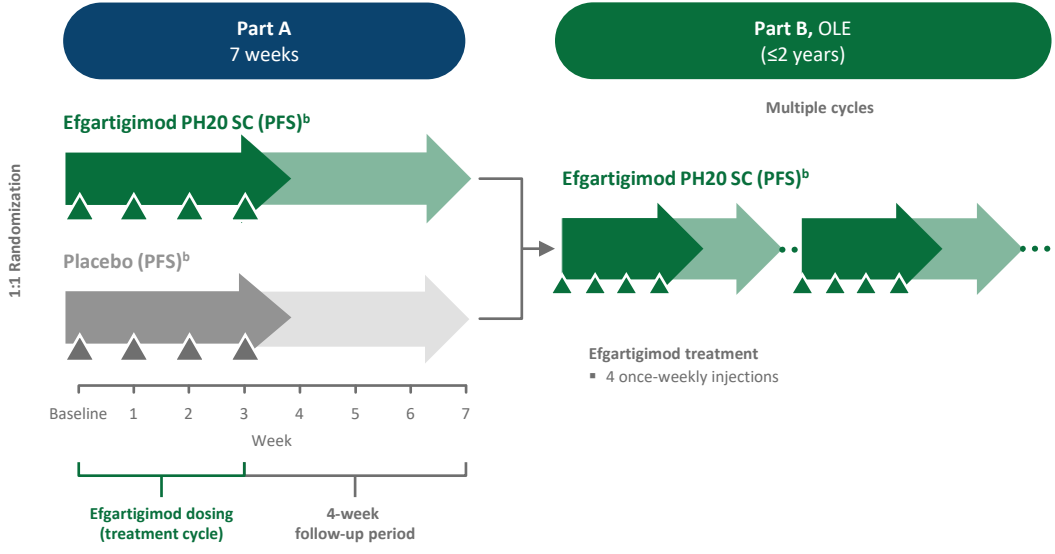 Part A
7 weeks
Part B, OLE
(≤2 years)
Multiple cycles
1:1 Randomization
Efgartigimod PH20 SC (PFS)ᵇ
Placebo (PFS)ᵇ
Efgartigimod PH20 SC (PFS)ᵇ
Efgartigimod treatment
▪ 4 once-weekly injections
Baseline 1 2 3 4 5 6 7
Week
Efgartigimod dosing
(treatment cycle)
4-week
follow-up period